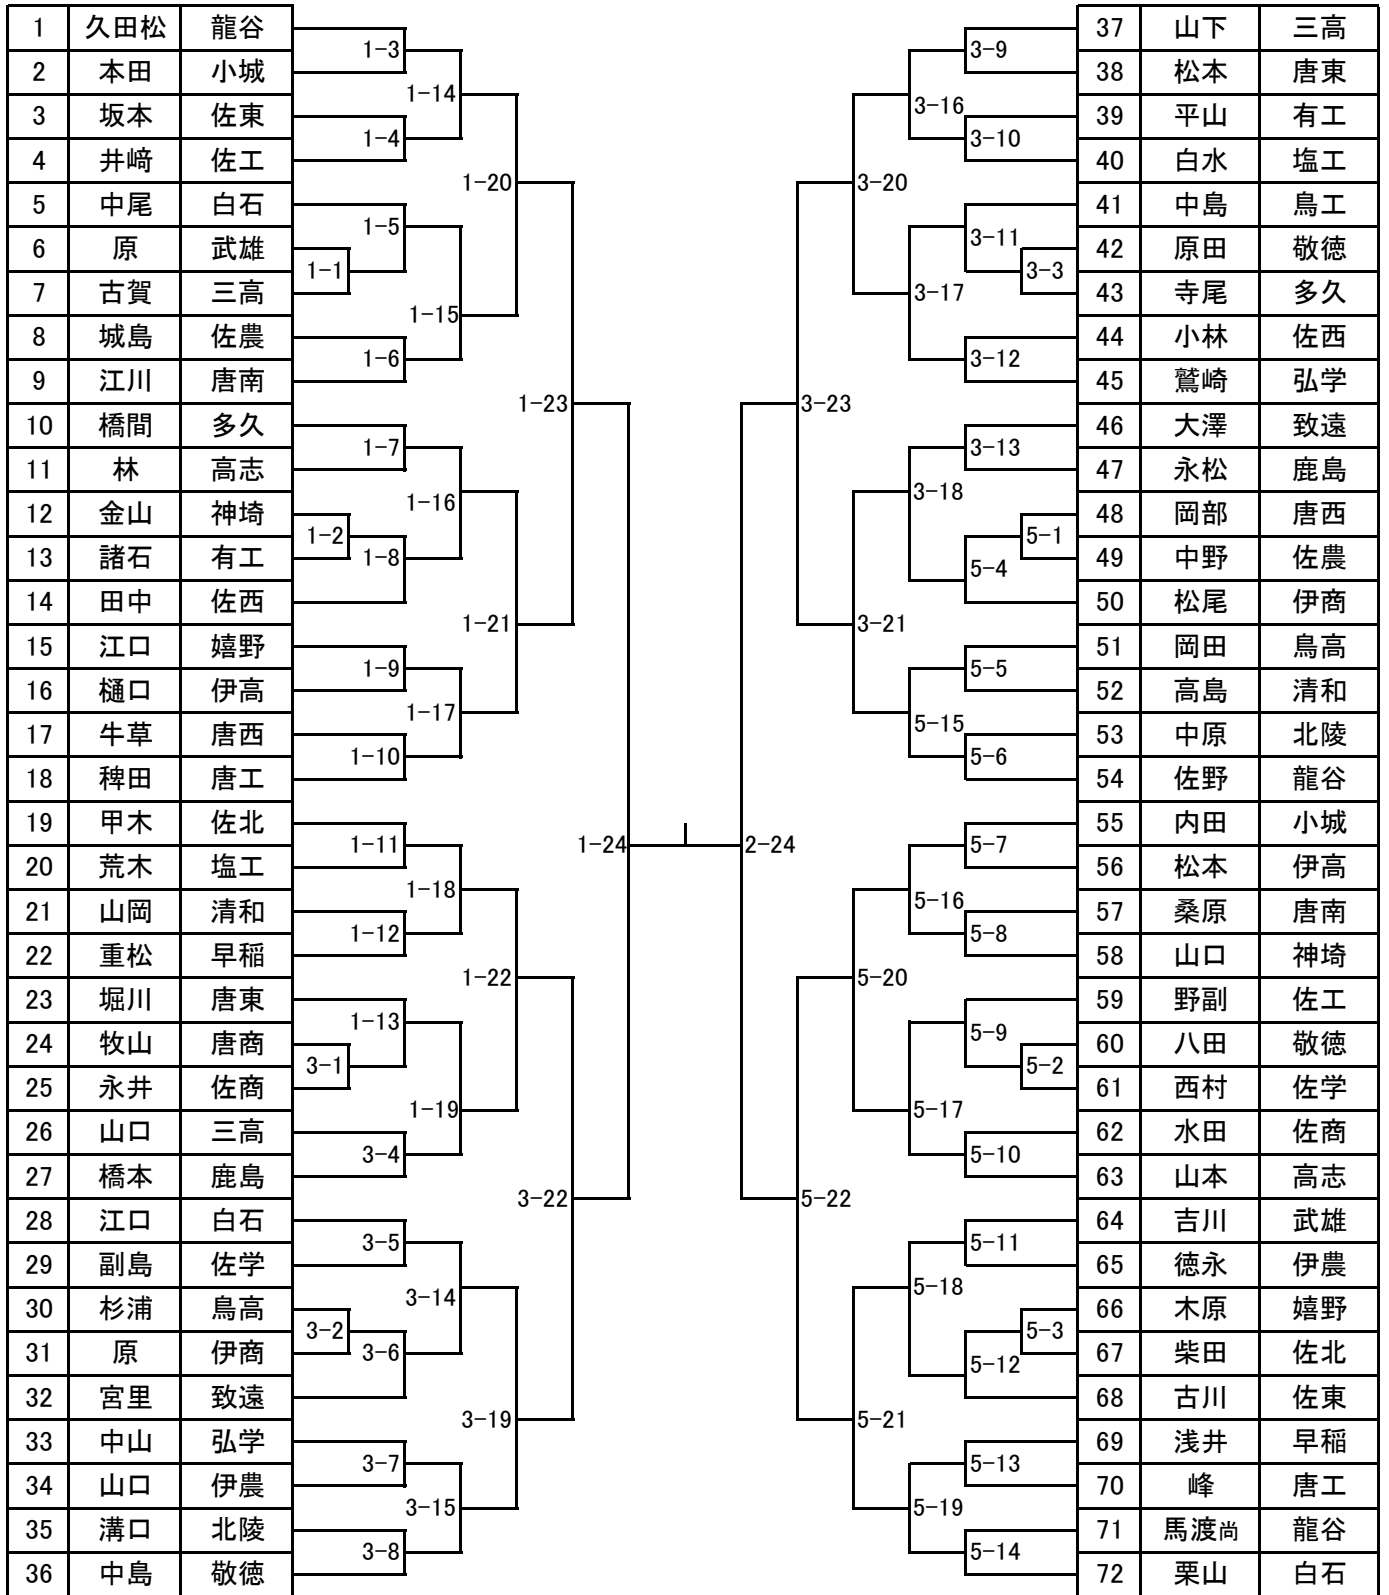 1 久田松 龍谷
2 本田 小城
3 坂本 佐東
4 井﨑 佐工
5 中尾 白石
6 原 武雄
7 古賀 三高
8 城島 佐農
9 江川 唐南
10 橋間 多久
11 林 高志
12 金山 神埼
13 諸石 有工
14 田中 佐西
15 江口 嬉野
16 樋口 伊高
17 牛草 唐西
18 稗田 唐工
19 甲木 佐北
20 荒木 塩工
21 山岡 清和
22 重松 早稲
23 堀川 唐東
24 牧山 唐商
25 永井 佐商
26 山口 三高
27 橋本 鹿島
28 江口 白石
29 副島 佐学
30 杉浦 鳥高
31 原 伊商
32 宮里 致遠
33 中山 弘学
34 山口 伊農
35 溝口 北陵
36 中島 敬徳
1-3
1-14
1-4
1-20
1-5
1-1
1-15
1-6
1-23
1-7
1-16
1-2
1-8
1-21
1-9
1-17
1-10
1-11
1-24
1-18
1-12
1-22
1-13
3-1
1-19
3-4
3-22
3-5
3-14
3-2
3-6
3-19
3-7
3-15
3-8
3-9
3-16
3-10
3-20
3-11
3-3
3-17
3-12
3-23
3-13
3-18
5-1
5-4
3-21
5-5
5-15
5-6
2-24
5-7
5-16
5-8
5-20
5-9
5-2
5-17
5-10
5-22
5-11
5-18
5-3
5-12
5-21
5-13
5-19
5-14
37 山下 三高
38 松本 唐東
39 平山 有工
40 白水 塩工
41 中島 鳥工
42 原田 敬徳
43 寺尾 多久
44 小林 佐西
45 鷲崎 弘学
46 大澤 致遠
47 永松 鹿島
48 岡部 唐西
49 中野 佐農
50 松尾 伊商
51 岡田 鳥高
52 高島 清和
53 中原 北陵
54 佐野 龍谷
55 内田 小城
56 松本 伊高
57 桑原 唐南
58 山口 神埼
59 野副 佐工
60 八田 敬徳
61 西村 佐学
62 水田 佐商
63 山本 高志
64 吉川 武雄
65 徳永 伊農
66 木原 嬉野
67 柴田 佐北
68 古川 佐東
69 浅井 早稲
70 峰 唐工
71 馬渡尚 龍谷
72 栗山 白石